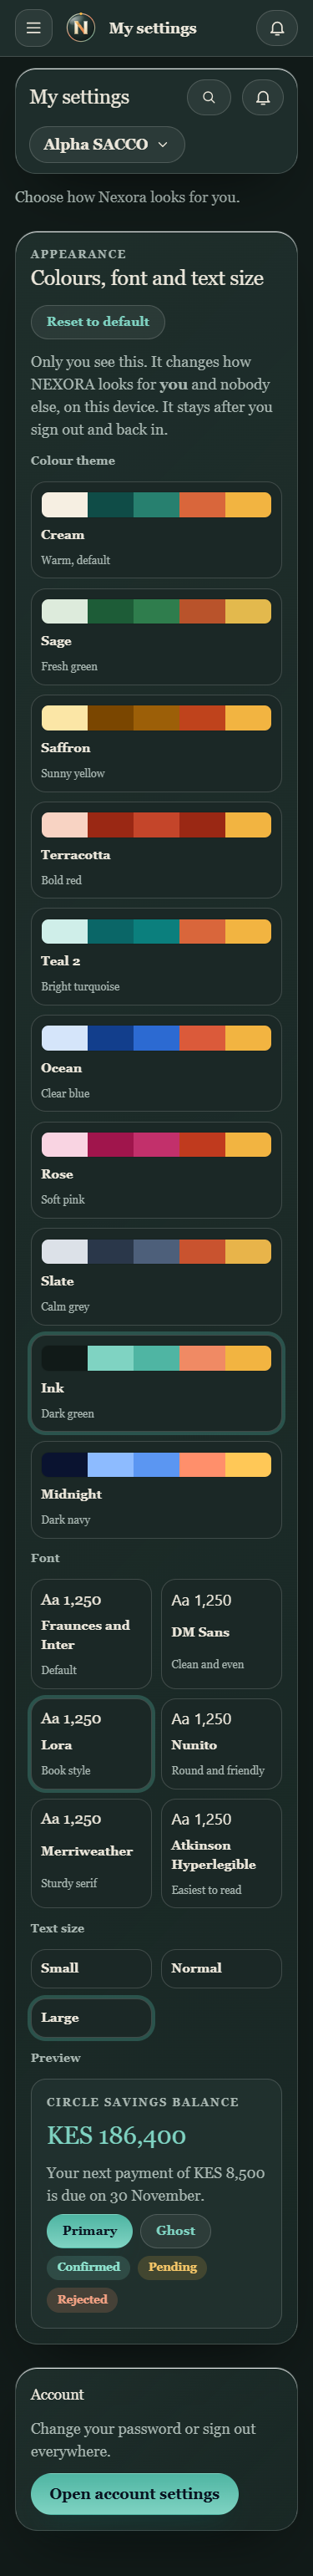 N
My settings
My settings
Alpha SACCO
Choose how Nexora looks for you.
APPEARANCE
Colours, font and text size
Reset to default
Only you see this. It changes how
NEXORA looks for you and nobody
else, on this device. It stays after you
sign out and back in.
Colour theme
Cream
Warm, default
Sage
Fresh green
Saffron
Sunny yellow
Terracotta
Bold red
Teal 2
Bright turquoise
Ocean
Clear blue
Rose
Soft pink
Slate
Calm grey
Ink
Dark green
Midnight
Dark navy
Font
Aa 1,250
Fraunces and
Inter
Default
Aa 1,250
DM Sans
Clean and even
Aa 1,250
Lora
Book style
Aa 1,250
Nunito
Round and friendly
Aa 1,250
Merriweather
Sturdy serif
Aa 1,250
Atkinson
Hyperlegible
Easiest to read
Text size
Small
Normal
Large
Preview
CIRCLE SAVINGS BALANCE
KES 186,400
Your next payment of KES 8,500
is due on 30 November.
Primary
Ghost
Confirmed
Pending
Rejected
Account
Change your password or sign out
everywhere.
Open account settings